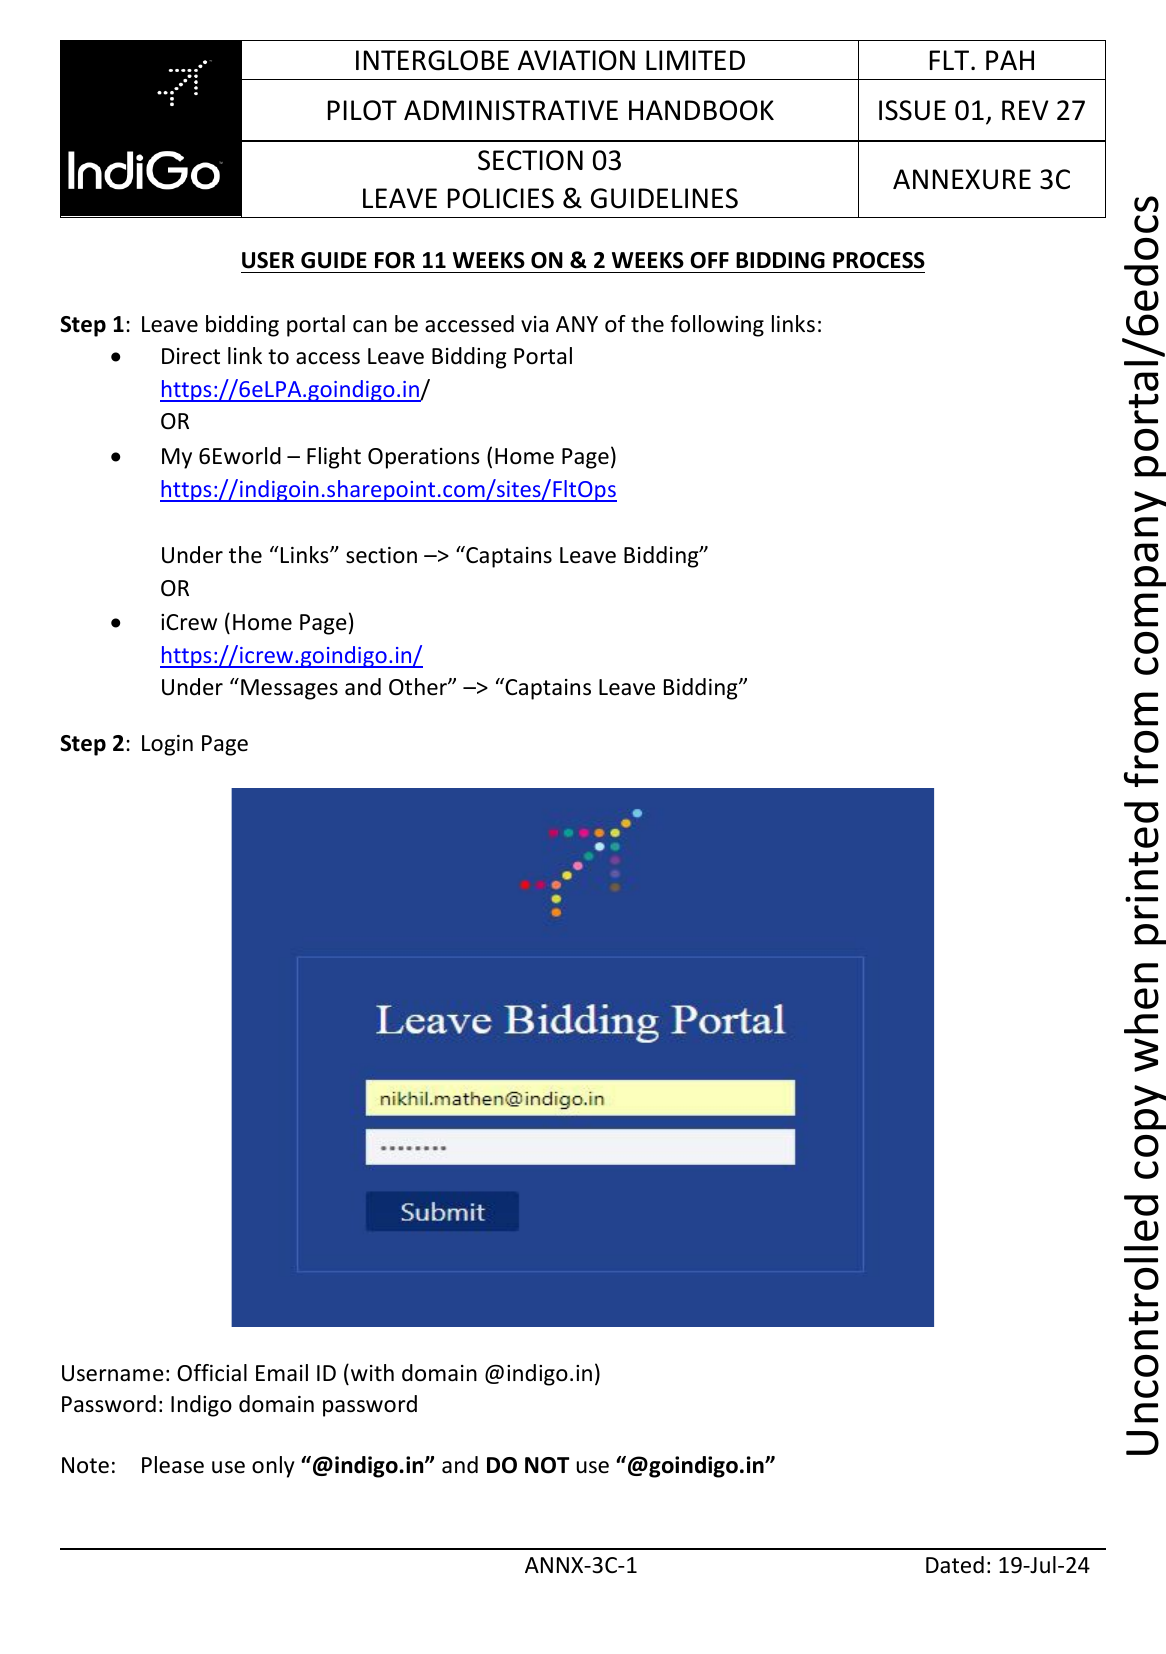 INTERGLOBE AVIATION LIMITED
FLT. PAH
PILOT ADMINISTRATIVE HANDBOOK
ISSUE 01, REV 27
IndiGo
SECTION 03
LEAVE POLICIES & GUIDELINES
ANNEXURE 3C
USER GUIDE FOR 11 WEEKS ON & 2 WEEKS OFF BIDDING PROCESS
Step 1: Leave bidding portal can be accessed via ANY of the following links:
• Direct link to access Leave Bidding Portal
https://6eLPA.goindigo.in/
OR
• My 6Eworld – Flight Operations (Home Page)
https://indigoin.sharepoint.com/sites/FltOps
Under the “Links” section –> “Captains Leave Bidding”
OR
• iCrew (Home Page)
https://icrew.goindigo.in/
Under “Messages and Other” –> “Captains Leave Bidding”
Step 2: Login Page
Leave Bidding Portal
nikhil.mathen@indigo.in
••••••••
Submit
Username: Official Email ID (with domain @indigo.in)
Password: Indigo domain password
Note: Please use only “@indigo.in” and DO NOT use “@goindigo.in”
ANNX-3C-1
Dated: 19-Jul-24
Uncontrolled copy when printed from company portal/6edocs